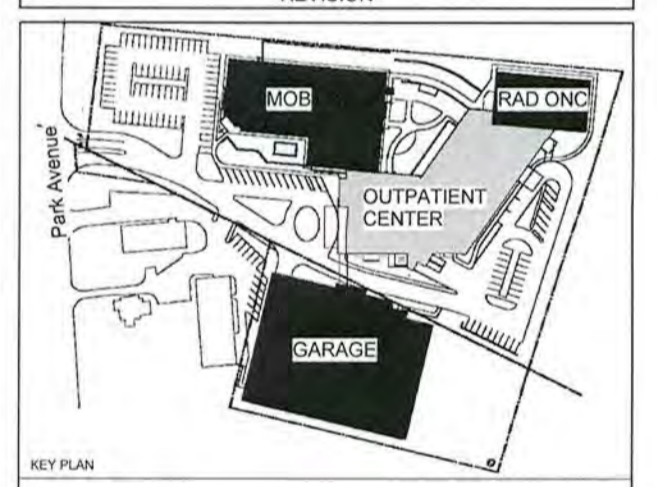 REVISION
MOB
RAD ONC
Park Avenue
OUTPATIENT
CENTER
GARAGE
KEY PLAN